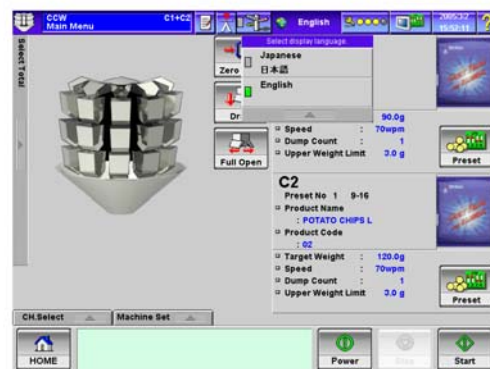 CCW
Main Menu
C1+C2
English
2005/3/2
15:52:11
Select Total
Select display language.
Japanese
日本語
English
Zero
Dr
Full Open
90.0g
Speed : 70wpm
Dump Count : 1
Upper Weight Limit 3.0 g
Preset
C2
Preset No 1 9-16
Product Name
: POTATO CHIPS L
Product Code
: 02
Target Weight : 120.0g
Speed : 70wpm
Dump Count : 1
Upper Weight Limit 3.0 g
Preset
CH.Select
Machine Set
HOME
Power
Stop
Start